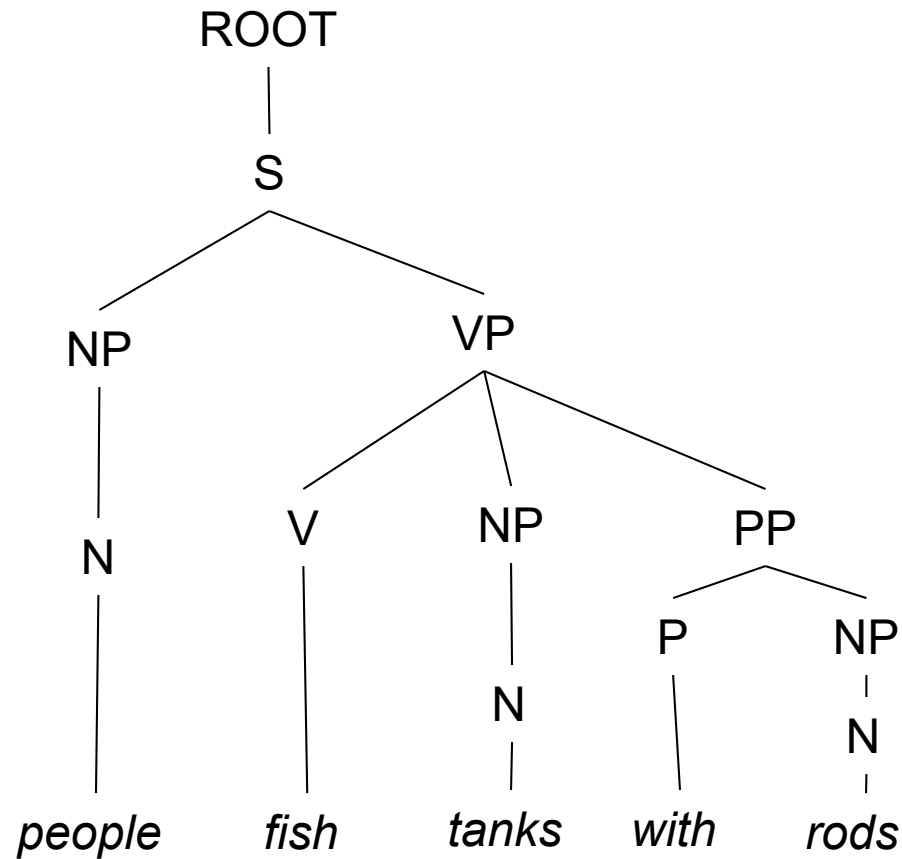 ROOT
S
NP VP
V NP PP
N
P NP
N
N
people fish tanks with rods